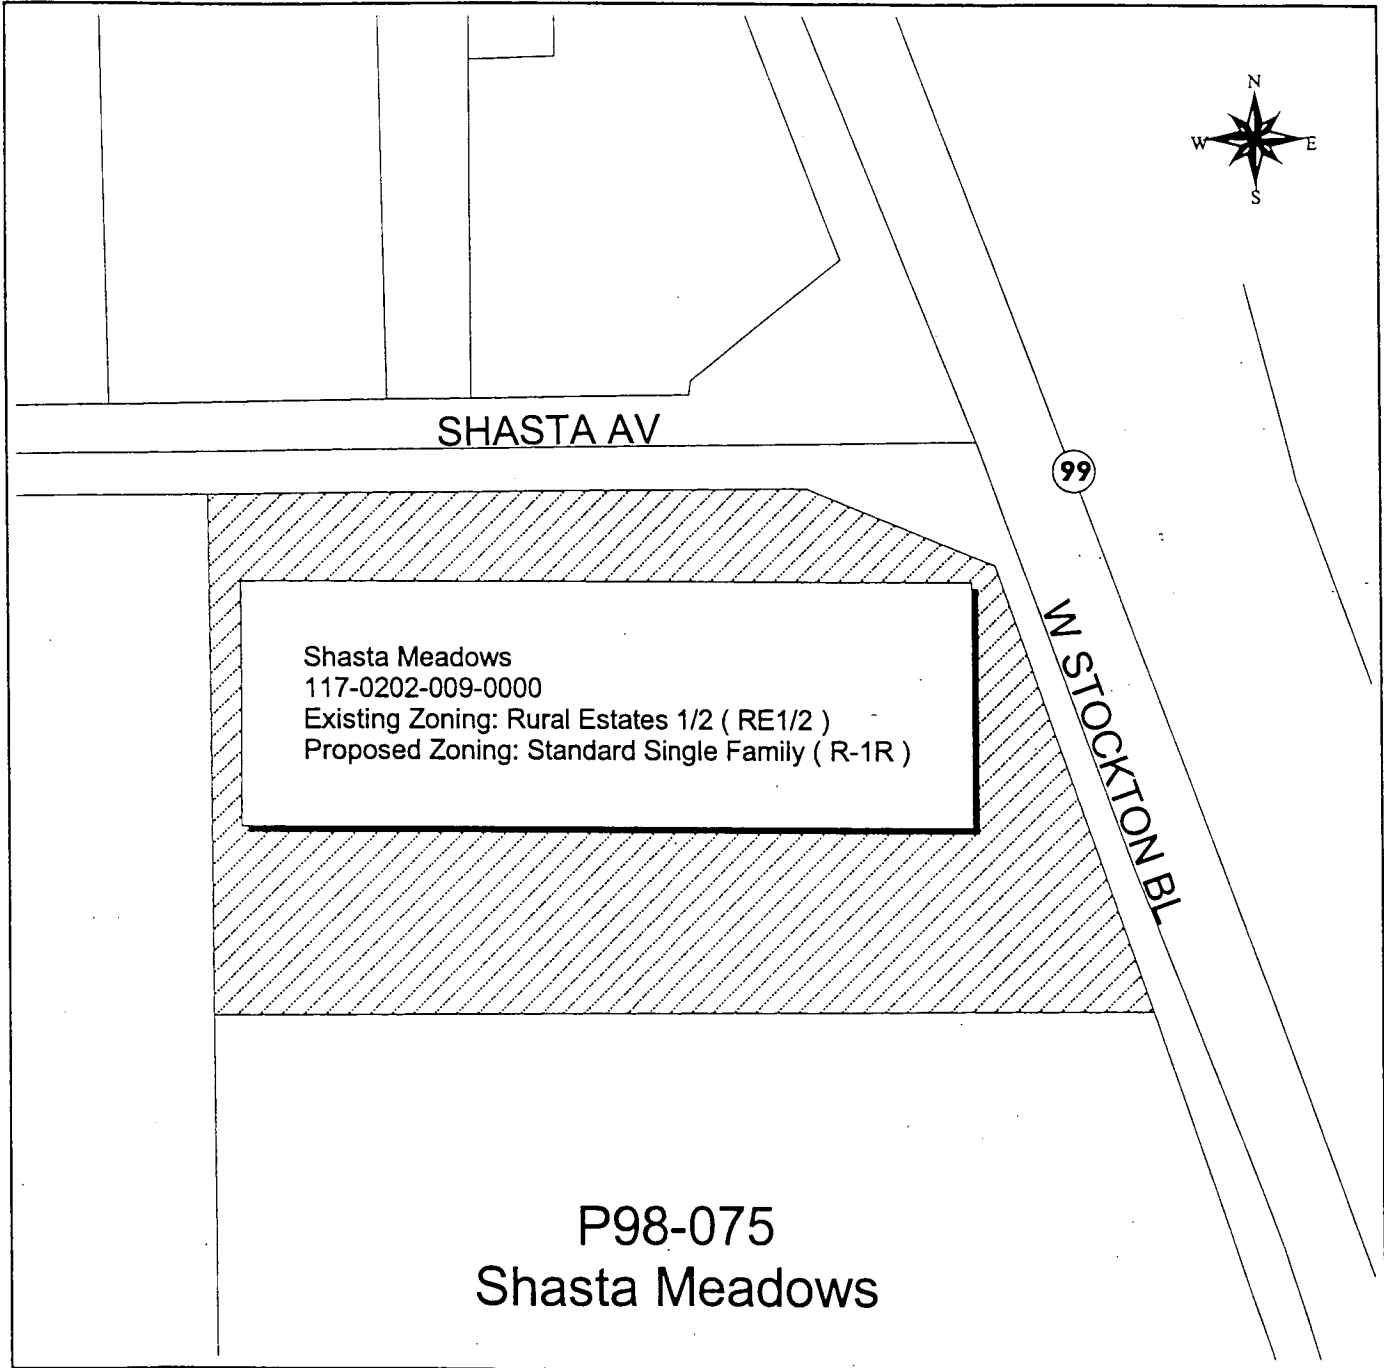 N
W E
S
SHASTA AV
99
Shasta Meadows
117-0202-009-0000
Existing Zoning: Rural Estates 1/2 ( RE1/2 )
Proposed Zoning: Standard Single Family ( R-1R )
W STOCKTON BL
P98-075
Shasta Meadows